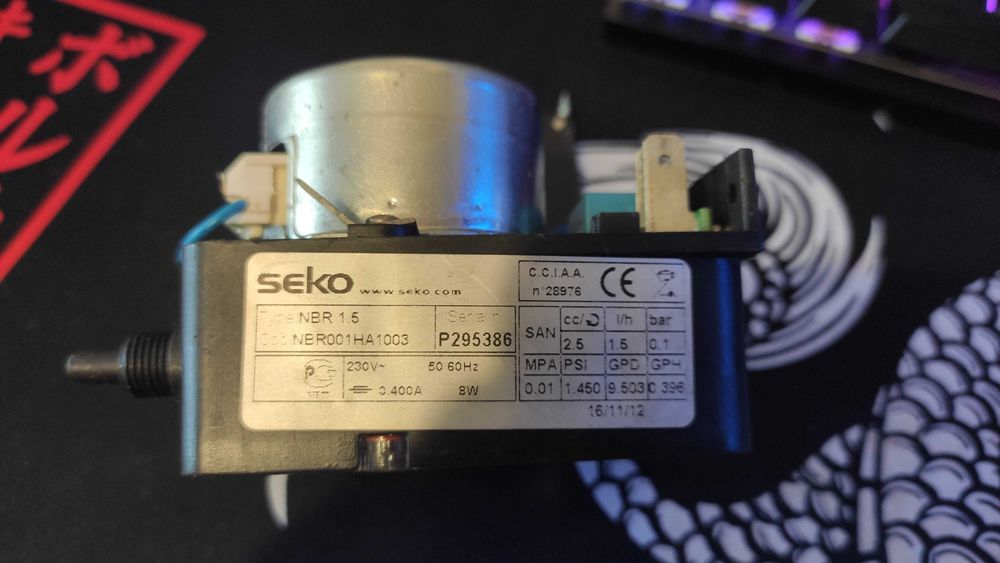 ボ
ル
seko www.seko.com
C.C.I.A.A.
n°28976
CE
Type NBR 1.5
Serial n
Cod. NBR001HA1003
P295386
230V~ 50 60Hz
0.400A 8W
SAN
cc/ l/h bar
2.5 1.5 0.1
MPA PSI GPD GPH
0.01 1.450 9.503 0.396
16/11/12